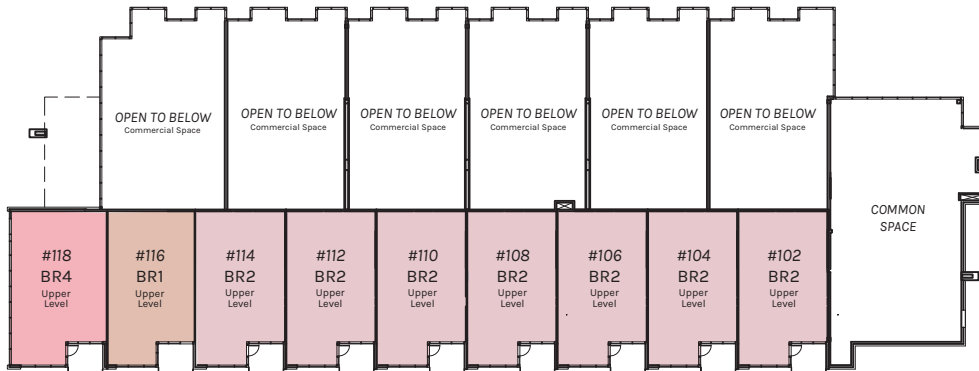 OPEN TO BELOW
Commercial Space
OPEN TO BELOW
Commercial Space
OPEN TO BELOW
Commercial Space
OPEN TO BELOW
Commercial Space
OPEN TO BELOW
Commercial Space
OPEN TO BELOW
Commercial Space
COMMON
SPACE
#118
BR4
Upper
Level
#116
BR1
Upper
Level
#114
BR2
Upper
Level
#112
BR2
Upper
Level
#110
BR2
Upper
Level
#108
BR2
Upper
Level
#106
BR2
Upper
Level
#104
BR2
Upper
Level
#102
BR2
Upper
Level